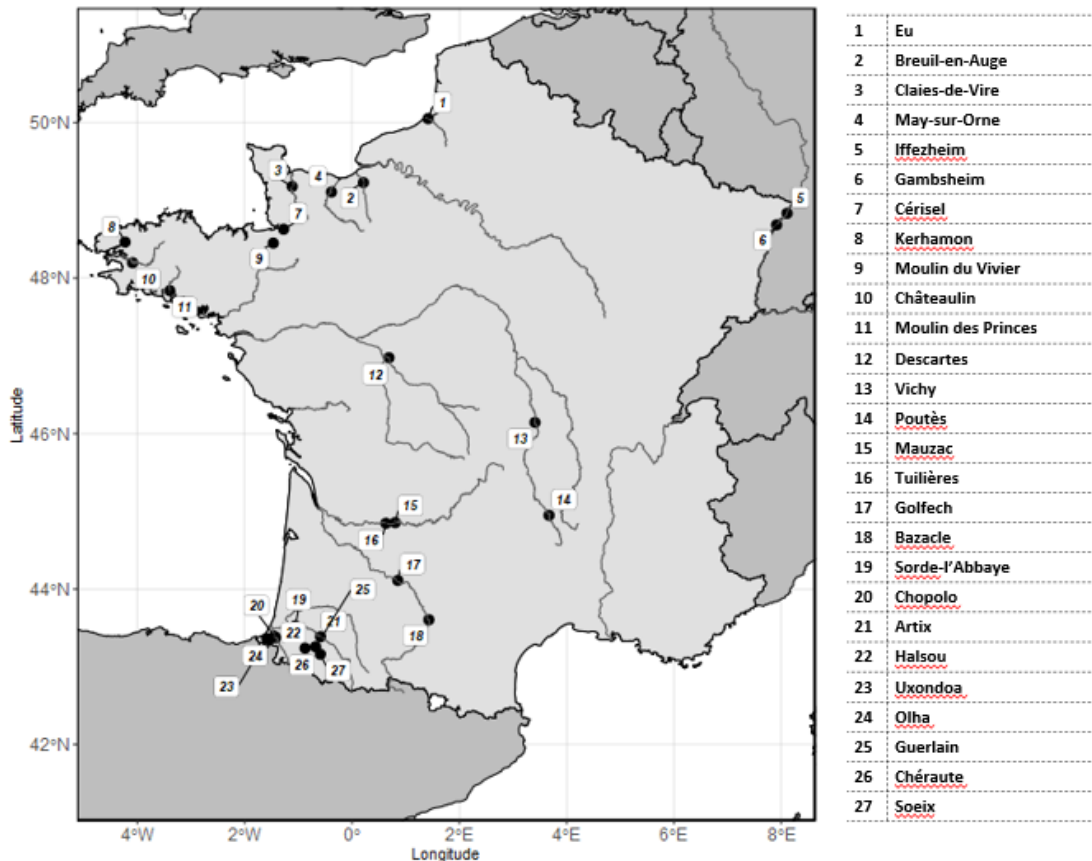 50°N
48°N
46°N
44°N
42°N
Latitude
4°W
2°W
0°
2°E
4°E
6°E
8°E
Longitude
1
3
4
2
5
7
6
8
9
10
11
12
13
14
15
16
17
25
19
20
21
22
18
24
26
27
23
1 Eu
2 Breuil-en-Auge
3 Claies-de-Vire
4 May-sur-Orne
5 Iffezheim
6 Gambsheim
7 Cérisel
8 Kerhamon
9 Moulin du Vivier
10 Châteaulin
11 Moulin des Princes
12 Descartes
13 Vichy
14 Poutès
15 Mauzac
16 Tuilières
17 Golfech
18 Bazacle
19 Sorde-l’Abbaye
20 Chopolo
21 Artix
22 Halsou
23 Uxondoa
24 Olha
25 Guerlain
26 Chéraute
27 Soeix